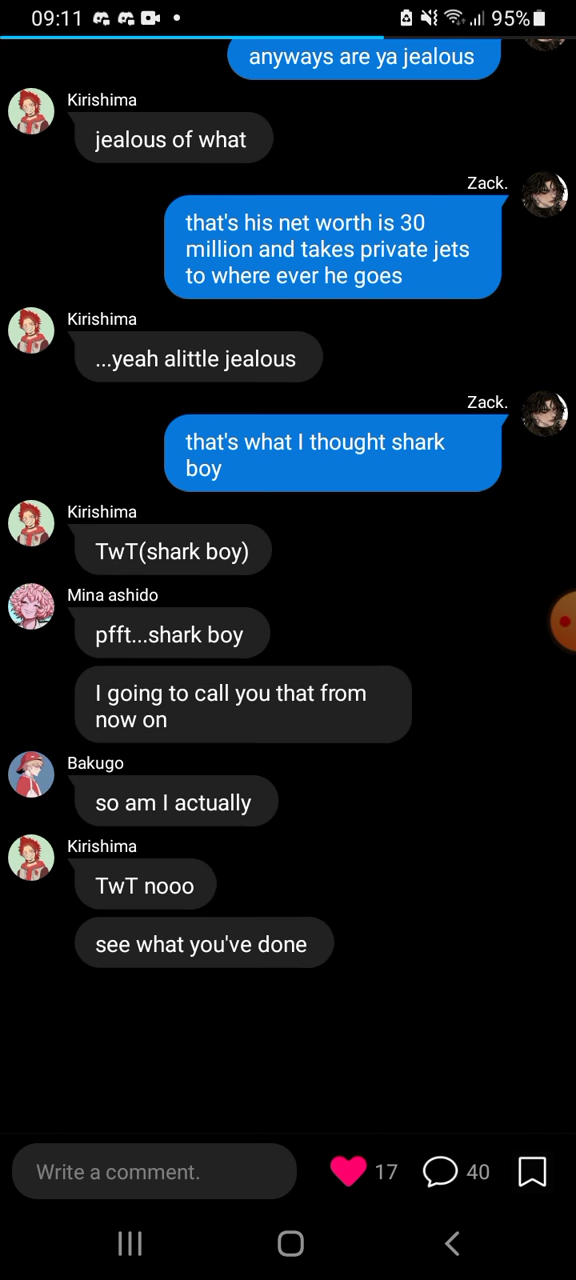 09:11
95%
anyways are ya jealous
Kirishima
jealous of what
Zack.
that's his net worth is 30
million and takes private jets
to where ever he goes
Kirishima
...yeah alittle jealous
Zack.
that's what I thought shark
boy
Kirishima
TwT(shark boy)
Mina ashido
pfft...shark boy
I going to call you that from
now on
Bakugo
so am I actually
Kirishima
TwT nooo
see what you've done
Write a comment.
17
40